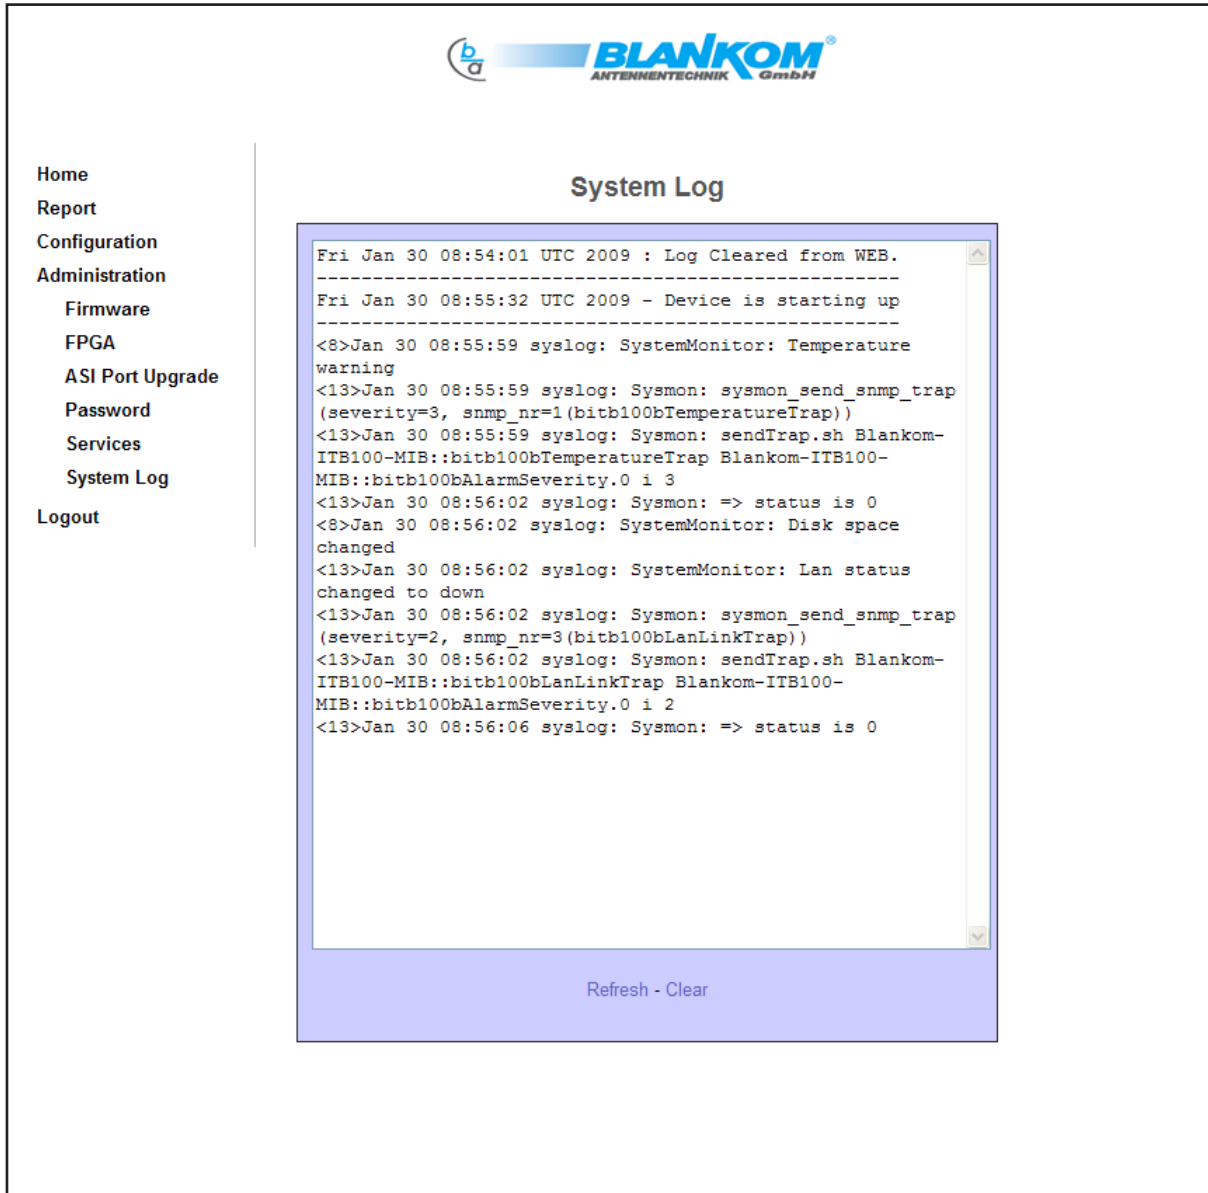 b
a
BLANKOM®
ANTENNENTECHNIK GmbH
Home
Report
Configuration
Administration
Firmware
FPGA
ASI Port Upgrade
Password
Services
System Log
Logout
System Log
Fri Jan 30 08:54:01 UTC 2009 : Log Cleared from WEB.
----------------------------------------------------
Fri Jan 30 08:55:32 UTC 2009 - Device is starting up
----------------------------------------------------
<8>Jan 30 08:55:59 syslog: SystemMonitor: Temperature
warning
<13>Jan 30 08:55:59 syslog: Sysmon: sysmon_send_snmp_trap
(severity=3, snmp_nr=1(bitb100bTemperatureTrap))
<13>Jan 30 08:55:59 syslog: Sysmon: sendTrap.sh Blankom-
ITB100-MIB::bitb100bTemperatureTrap Blankom-ITB100-
MIB::bitb100bAlarmSeverity.0 i 3
<13>Jan 30 08:56:02 syslog: Sysmon: => status is 0
<8>Jan 30 08:56:02 syslog: SystemMonitor: Disk space
changed
<13>Jan 30 08:56:02 syslog: SystemMonitor: Lan status
changed to down
<13>Jan 30 08:56:02 syslog: Sysmon: sysmon_send_snmp_trap
(severity=2, snmp_nr=3(bitb100bLanLinkTrap))
<13>Jan 30 08:56:02 syslog: Sysmon: sendTrap.sh Blankom-
ITB100-MIB::bitb100bLanLinkTrap Blankom-ITB100-
MIB::bitb100bAlarmSeverity.0 i 2
<13>Jan 30 08:56:06 syslog: Sysmon: => status is 0
Refresh - Clear